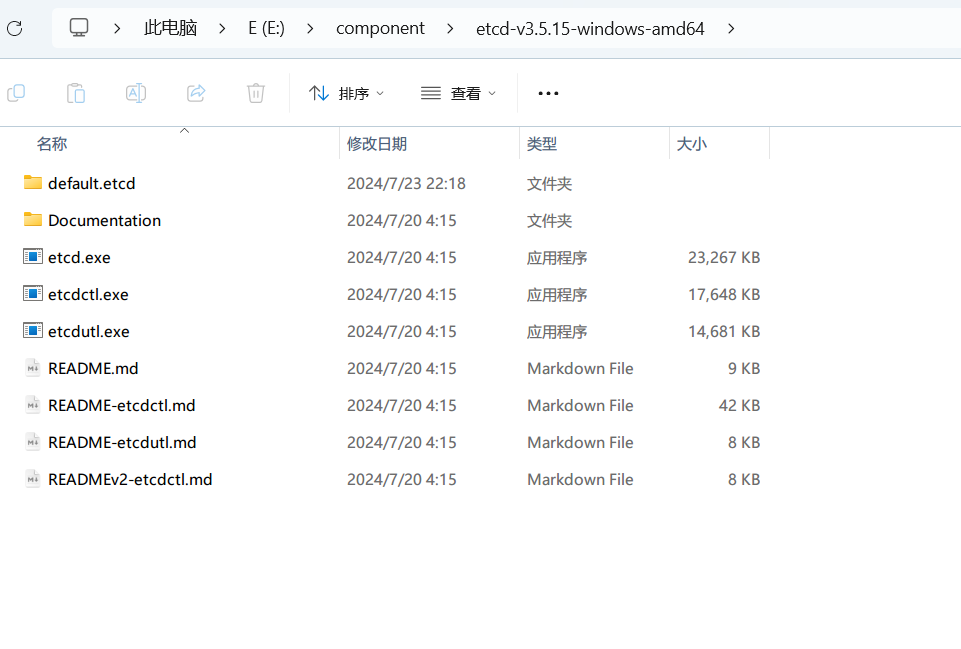 此电脑 > E (E:) > component > etcd-v3.5.15-windows-amd64 >
排序 查看 ...
名称 修改日期 类型 大小
default.etcd 2024/7/23 22:18 文件夹
Documentation 2024/7/20 4:15 文件夹
etcd.exe 2024/7/20 4:15 应用程序 23,267 KB
etcdctl.exe 2024/7/20 4:15 应用程序 17,648 KB
etcdutl.exe 2024/7/20 4:15 应用程序 14,681 KB
README.md 2024/7/20 4:15 Markdown File 9 KB
README-etcdctl.md 2024/7/20 4:15 Markdown File 42 KB
README-etcdutl.md 2024/7/20 4:15 Markdown File 8 KB
READMEv2-etcdctl.md 2024/7/20 4:15 Markdown File 8 KB